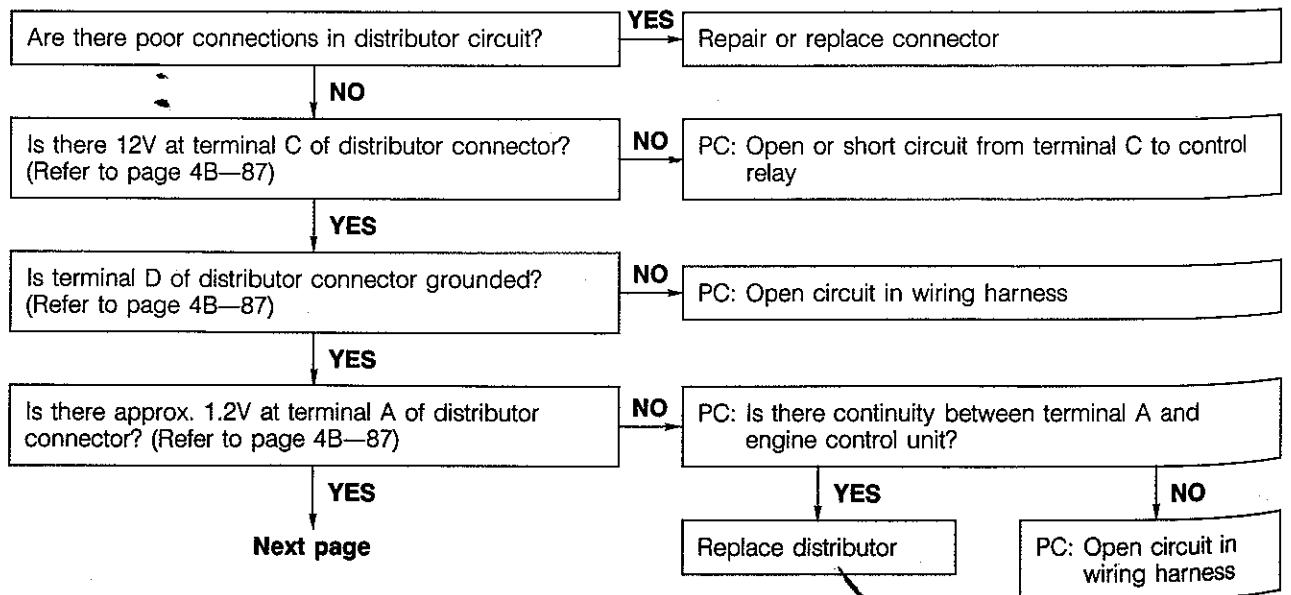 Are there poor connections in distributor circuit?
YES
Repair or replace connector
NO
Is there 12V at terminal C of distributor connector?
(Refer to page 4B—87)
NO
PC: Open or short circuit from terminal C to control
relay
YES
Is terminal D of distributor connector grounded?
(Refer to page 4B—87)
NO
PC: Open circuit in wiring harness
YES
Is there approx. 1.2V at terminal A of distributor
connector? (Refer to page 4B—87)
NO
PC: Is there continuity between terminal A and
engine control unit?
YES
Next page
YES
Replace distributor
NO
PC: Open circuit in
wiring harness